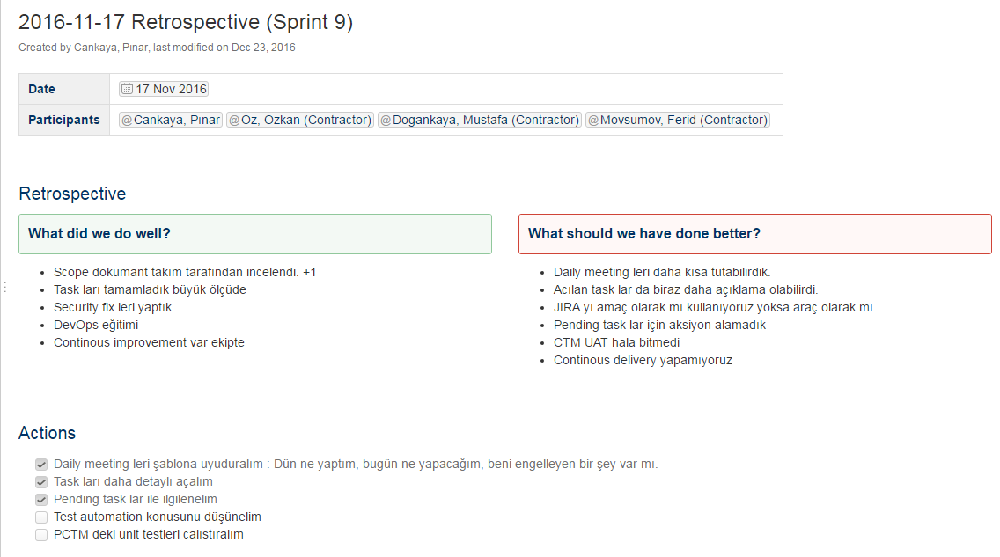 2016-11-17 Retrospective (Sprint 9)
Created by Cankaya, Pınar, last modified on Dec 23, 2016
Date
17 Nov 2016
Participants
@Cankaya, Pınar @Oz, Ozkan (Contractor) @Dogankaya, Mustafa (Contractor) @Movsumov, Ferid (Contractor)
Retrospective
What did we do well?
Scope dökümant takım tarafından incelendi. +1
Task ları tamamladık büyük ölçüde
Security fix leri yaptık
DevOps eğitimi
Continous improvement var ekipte
What should we have done better?
Daily meeting leri daha kısa tutabilirdik.
Acılan task lar da biraz daha açıklama olabilirdi.
JIRA yı amaç olarak mı kullanıyoruz yoksa araç olarak mı
Pending task lar için aksiyon alamadık
CTM UAT hala bitmedi
Continous delivery yapamıyoruz
Actions
Daily meeting leri şablona uyuduralım : Dün ne yaptım, bugün ne yapacağım, beni engelleyen bir şey var mı.
Task ları daha detaylı açalım
Pending task lar ile ilgilenelim
Test automation konusunu düşünelim
PCTM deki unit testleri calıstıralım